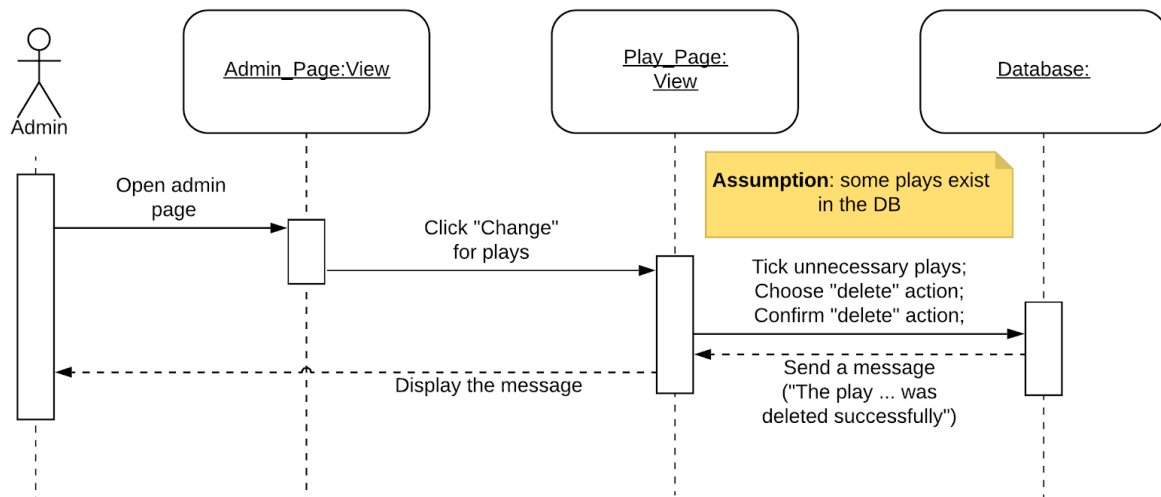 Admin
Admin_Page:View
Play_Page:
View
Database:
Assumption: some plays exist
in the DB
Open admin
page
Click "Change"
for plays
Tick unnecessary plays;
Choose "delete" action;
Confirm "delete" action;
Send a message
("The play ... was
deleted successfully")
Display the message